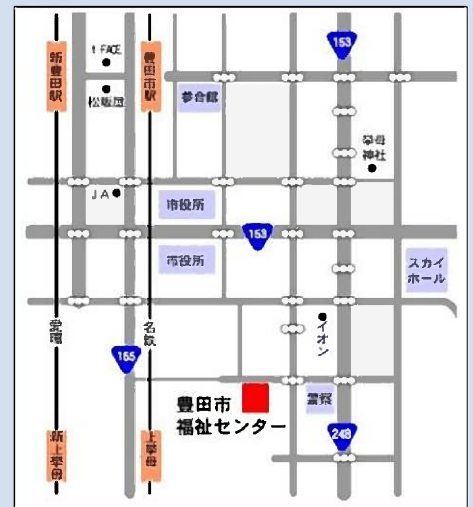 153
t-FACE
新豊田駅
豊田市駅
松坂屋
参合館
挙母
神社
JA
市役所
153
市役所
スカイ
ホール
愛環
名鉄
イオン
155
豊田市
福祉センター
警察
新上挙母
上挙母
248